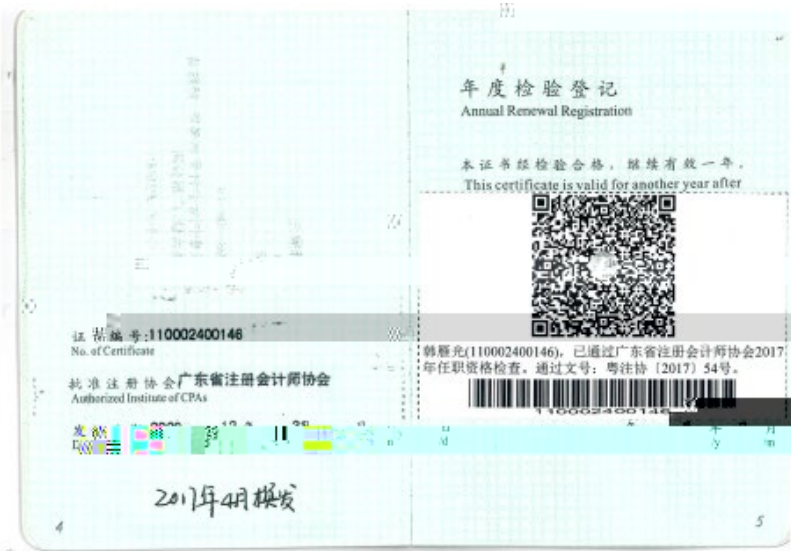 证书编号:110002400146
No. of Certificate
批准注册协会广东省注册会计师协会
Authorized Institute of CPAs
2017年4月换发
4
年度检验登记
Annual Renewal Registration
本证书经检验合格，继续有效一年。
This certificate is valid for another year after
韩雁光(110002400146)，已通过广东省注册会计师协会2017
年任职资格检查。通过文号：粤注协〔2017〕54号。
110002400146
年 月
/y /m
5